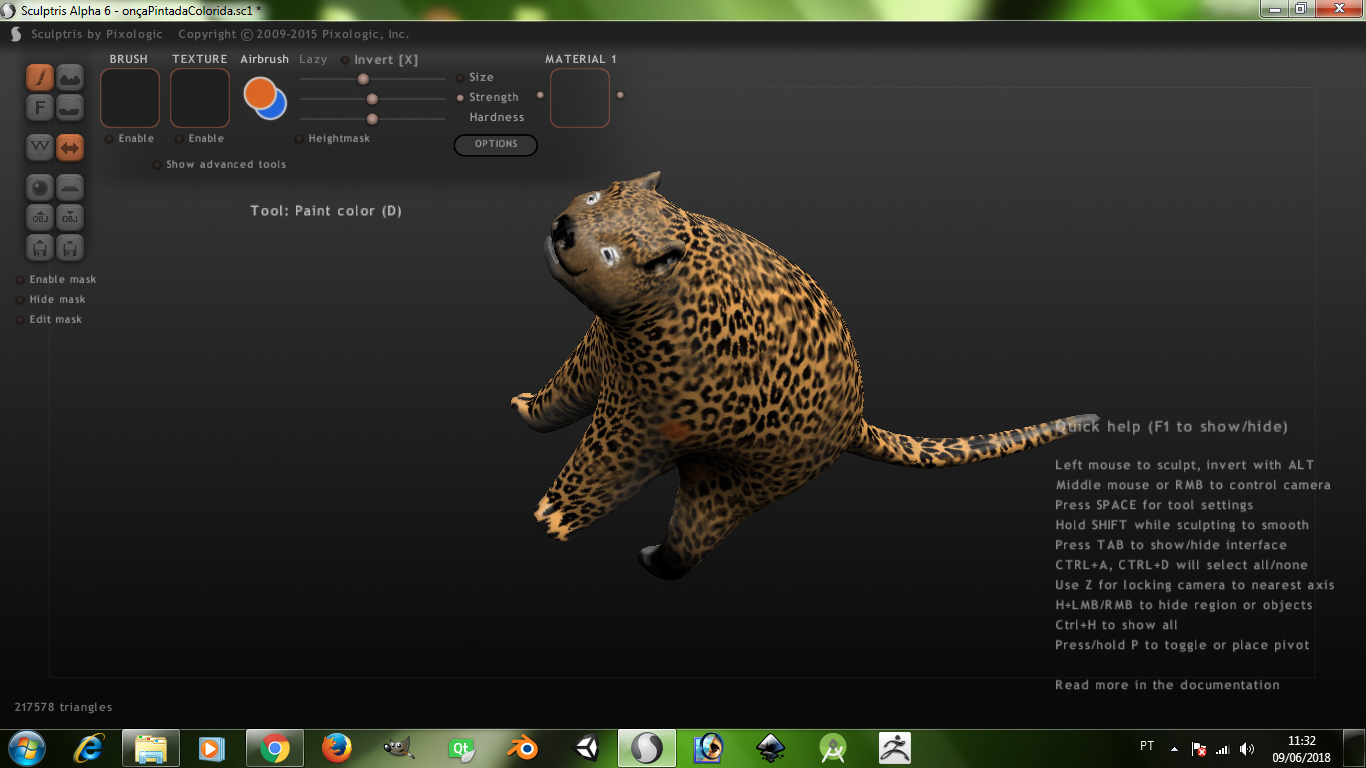 Sculptris Alpha 6 - onçaPintadaColorida.sc1 *
Sculptris by Pixologic Copyright © 2009-2015 Pixologic, Inc.
BRUSH TEXTURE Airbrush Lazy Invert [X] MATERIAL 1
Size
Strength
Hardness
F
Enable Enable Heightmask
OPTIONS
Show advanced tools
Tool: Paint color (D)
OBJ OBJ
Enable mask
Hide mask
Edit mask
Quick help (F1 to show/hide)
Left mouse to sculpt, invert with ALT
Middle mouse or RMB to control camera
Press SPACE for tool settings
Hold SHIFT while sculpting to smooth
Press TAB to show/hide interface
CTRL+A, CTRL+D will select all/none
Use Z for locking camera to nearest axis
H+LMB/RMB to hide region or objects
Ctrl+H to show all
Press/hold P to toggle or place pivot
Read more in the documentation
217578 triangles
Qt
PT
11:32
09/06/2018